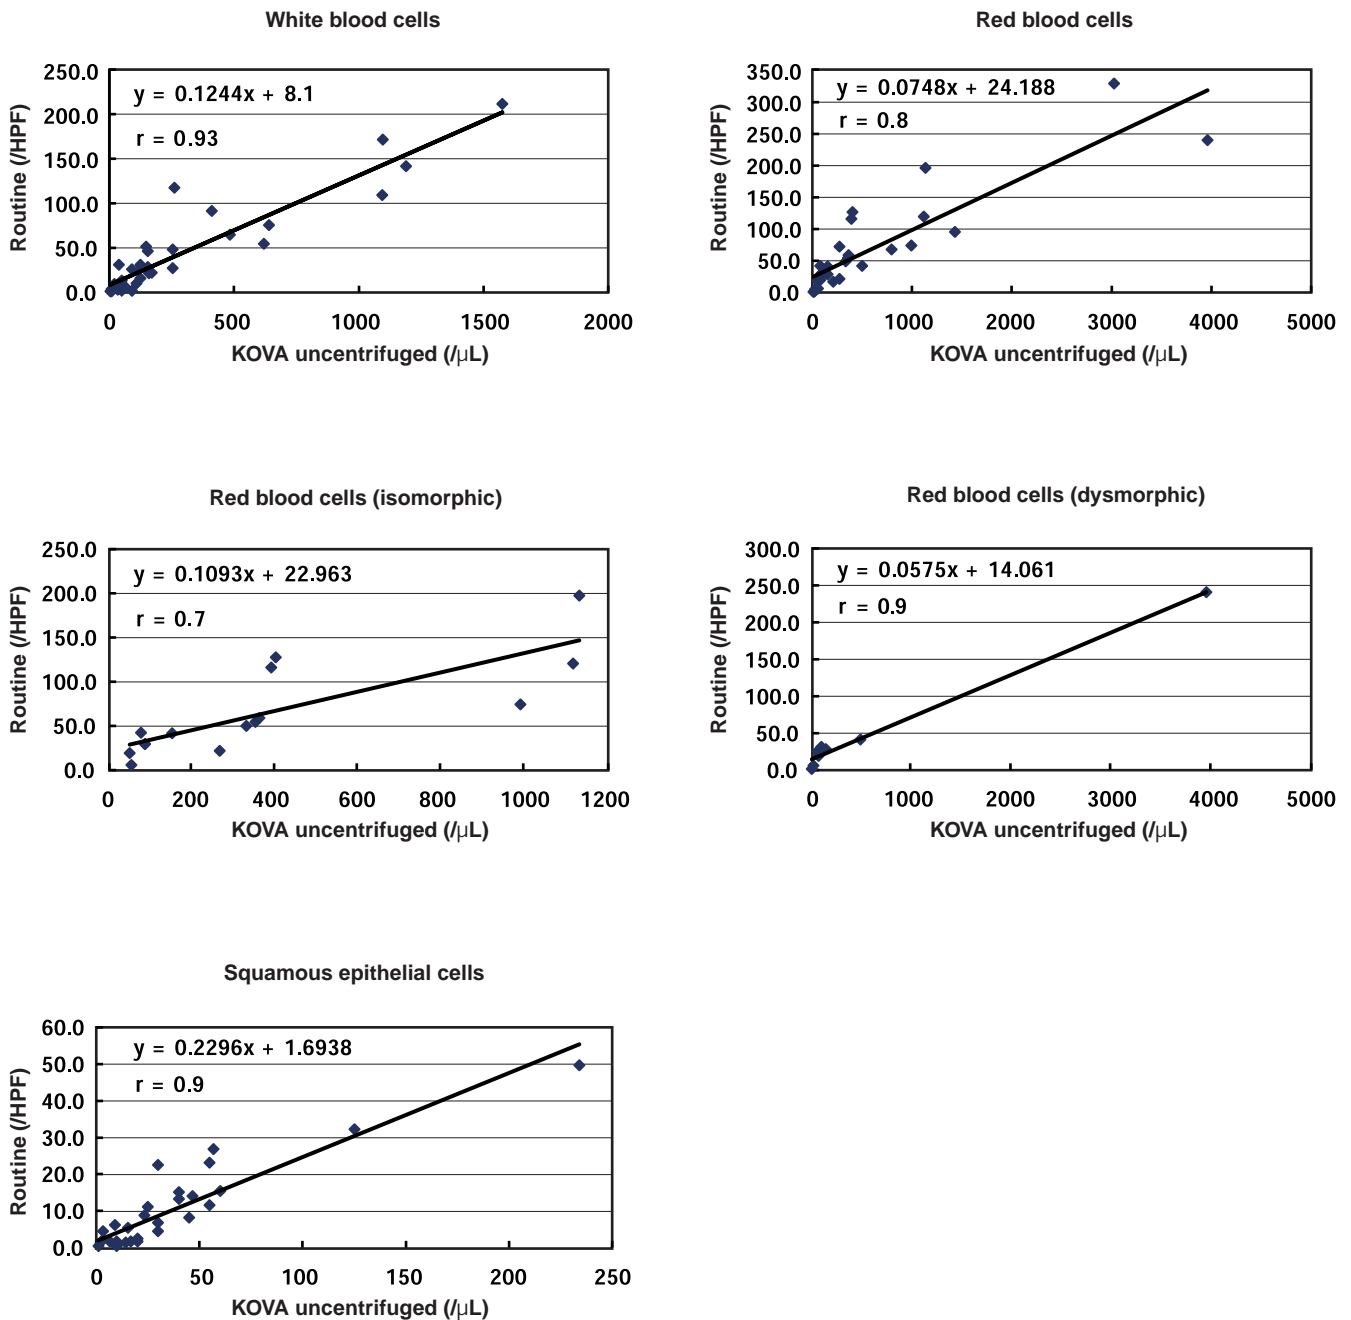 White blood cells
250.0
200.0
150.0
100.0
50.0
0.0
Routine (/HPF)
y = 0.1244x + 8.1
r = 0.93
0 500 1000 1500 2000
KOVA uncentrifuged (/μL)
Red blood cells
350.0
300.0
250.0
200.0
150.0
100.0
50.0
0.0
Routine (/HPF)
y = 0.0748x + 24.188
r = 0.8
0 1000 2000 3000 4000 5000
KOVA uncentrifuged (/μL)
Red blood cells (isomorphic)
250.0
200.0
150.0
100.0
50.0
0.0
Routine (/HPF)
y = 0.1093x + 22.963
r = 0.7
0 200 400 600 800 1000 1200
KOVA uncentrifuged (/μL)
Red blood cells (dysmorphic)
300.0
250.0
200.0
150.0
100.0
50.0
0.0
Routine (/HPF)
y = 0.0575x + 14.061
r = 0.9
0 1000 2000 3000 4000 5000
KOVA uncentrifuged (/μL)
Squamous epithelial cells
60.0
50.0
40.0
30.0
20.0
10.0
0.0
Routine (/HPF)
y = 0.2296x + 1.6938
r = 0.9
0 50 100 150 200 250
KOVA uncentrifuged (/μL)